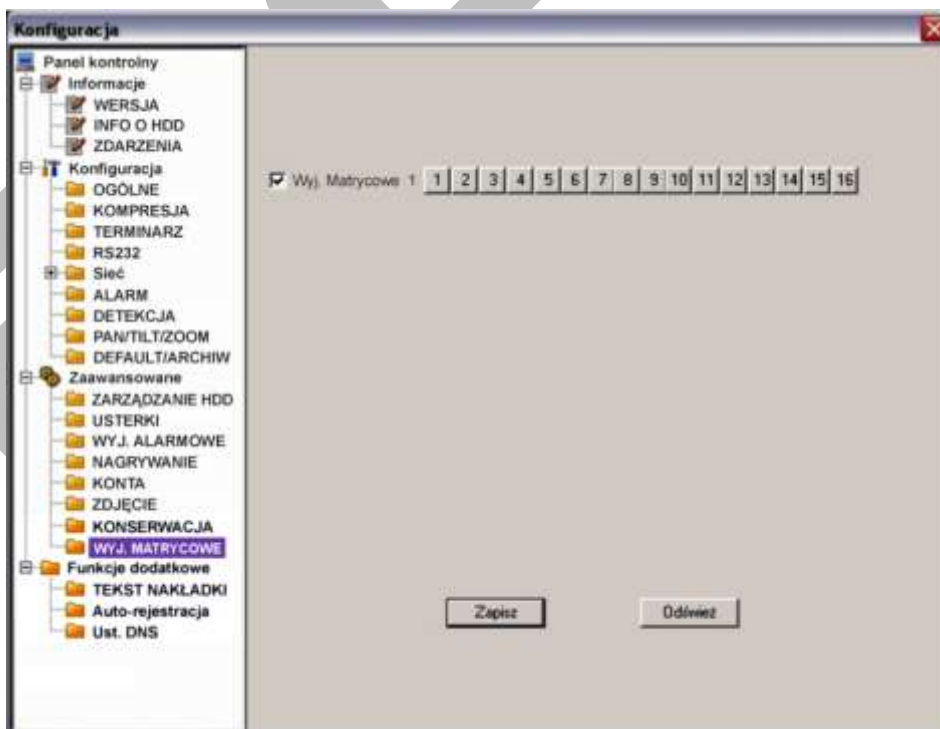 Konfiguracja
Panel kontrolny
Informacje
WERSJA
INFO O HDD
ZDARZENIA
Konfiguracja
OGÓLNE
KOMPRESJA
TERMINARZ
RS232
Sieć
ALARM
DETEKCJA
PAN/TILT/ZOOM
DEFAULT/ARCHIW
Zaawansowane
ZARZĄDZANIE HDD
USTERKI
WYJ. ALARMOWE
NAGRYWANIE
KONTA
ZDJĘCIE
KONSERWACJA
WYJ. MATRYCOWE
Funkcje dodatkowe
TEKST NAKŁADKI
Auto-rejestracja
Ust. DNS
Wyj. Matrycowe 1 1 2 3 4 5 6 7 8 9 10 11 12 13 14 15 16
Zapisz Odśwież